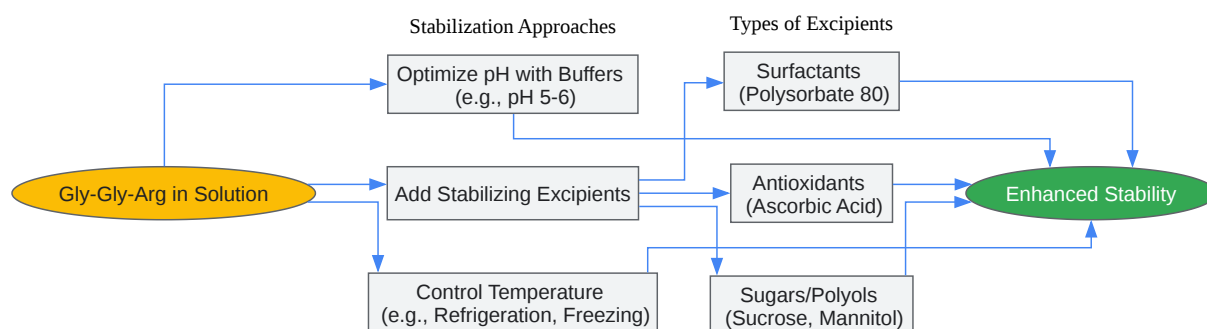 Stabilization Approaches
Types of Excipients
Optimize pH with Buffers
(e.g., pH 5-6)
Surfactants
(Polysorbate 80)
Gly-Gly-Arg in Solution
Add Stabilizing Excipients
Antioxidants
(Ascorbic Acid)
Enhanced Stability
Control Temperature
(e.g., Refrigeration, Freezing)
Sugars/Polyols
(Sucrose, Mannitol)